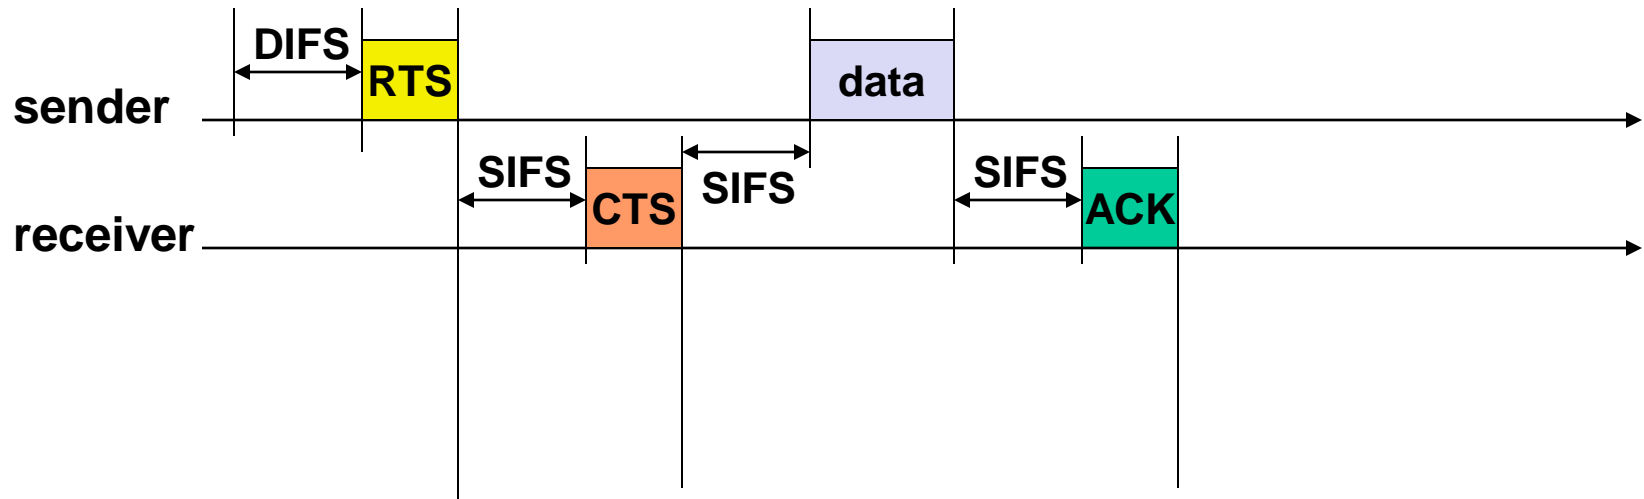 DIFS
RTS
data
sender
SIFS
CTS
SIFS
SIFS
ACK
receiver